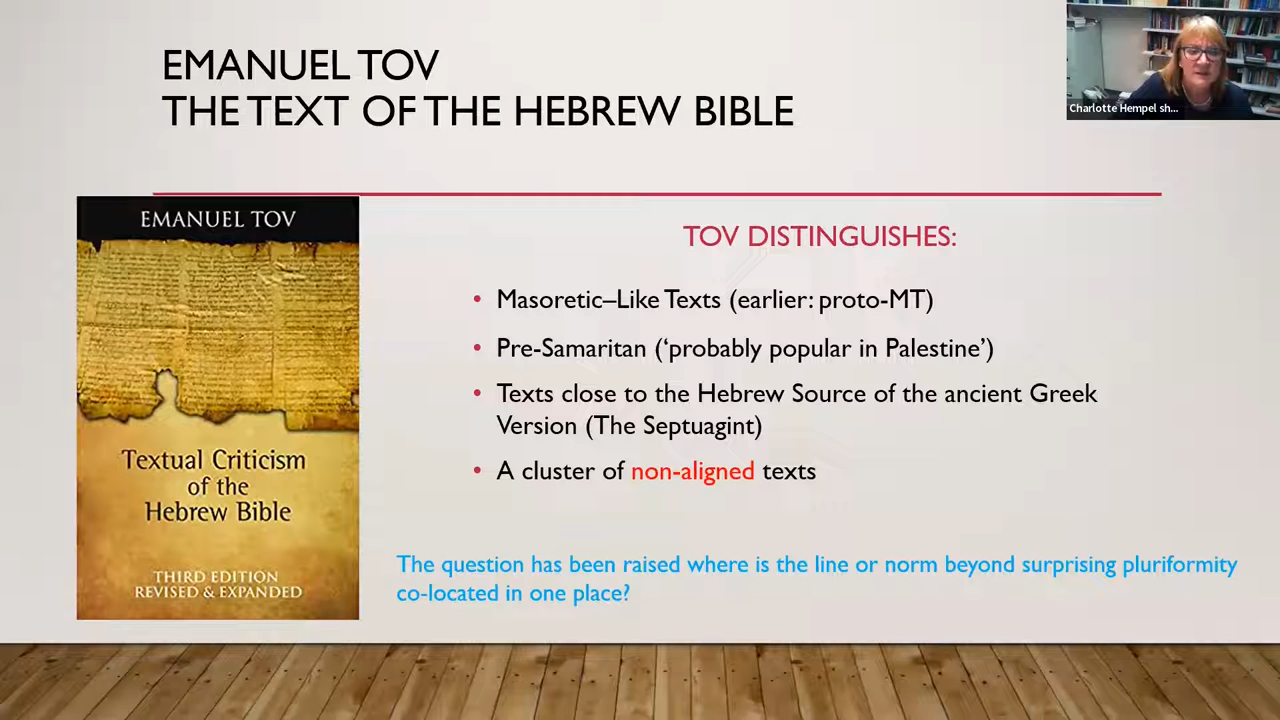 EMANUEL TOV
THE TEXT OF THE HEBREW BIBLE
Charlotte Hempel sh...
EMANUEL TOV
Textual Criticism
of the
Hebrew Bible
THIRD EDITION
REVISED & EXPANDED
TOV DISTINGUISHES:
• Masoretic–Like Texts (earlier: proto-MT)
• Pre-Samaritan (‘probably popular in Palestine’)
• Texts close to the Hebrew Source of the ancient Greek
Version (The Septuagint)
• A cluster of non-aligned texts
The question has been raised where is the line or norm beyond surprising pluriformity
co-located in one place?